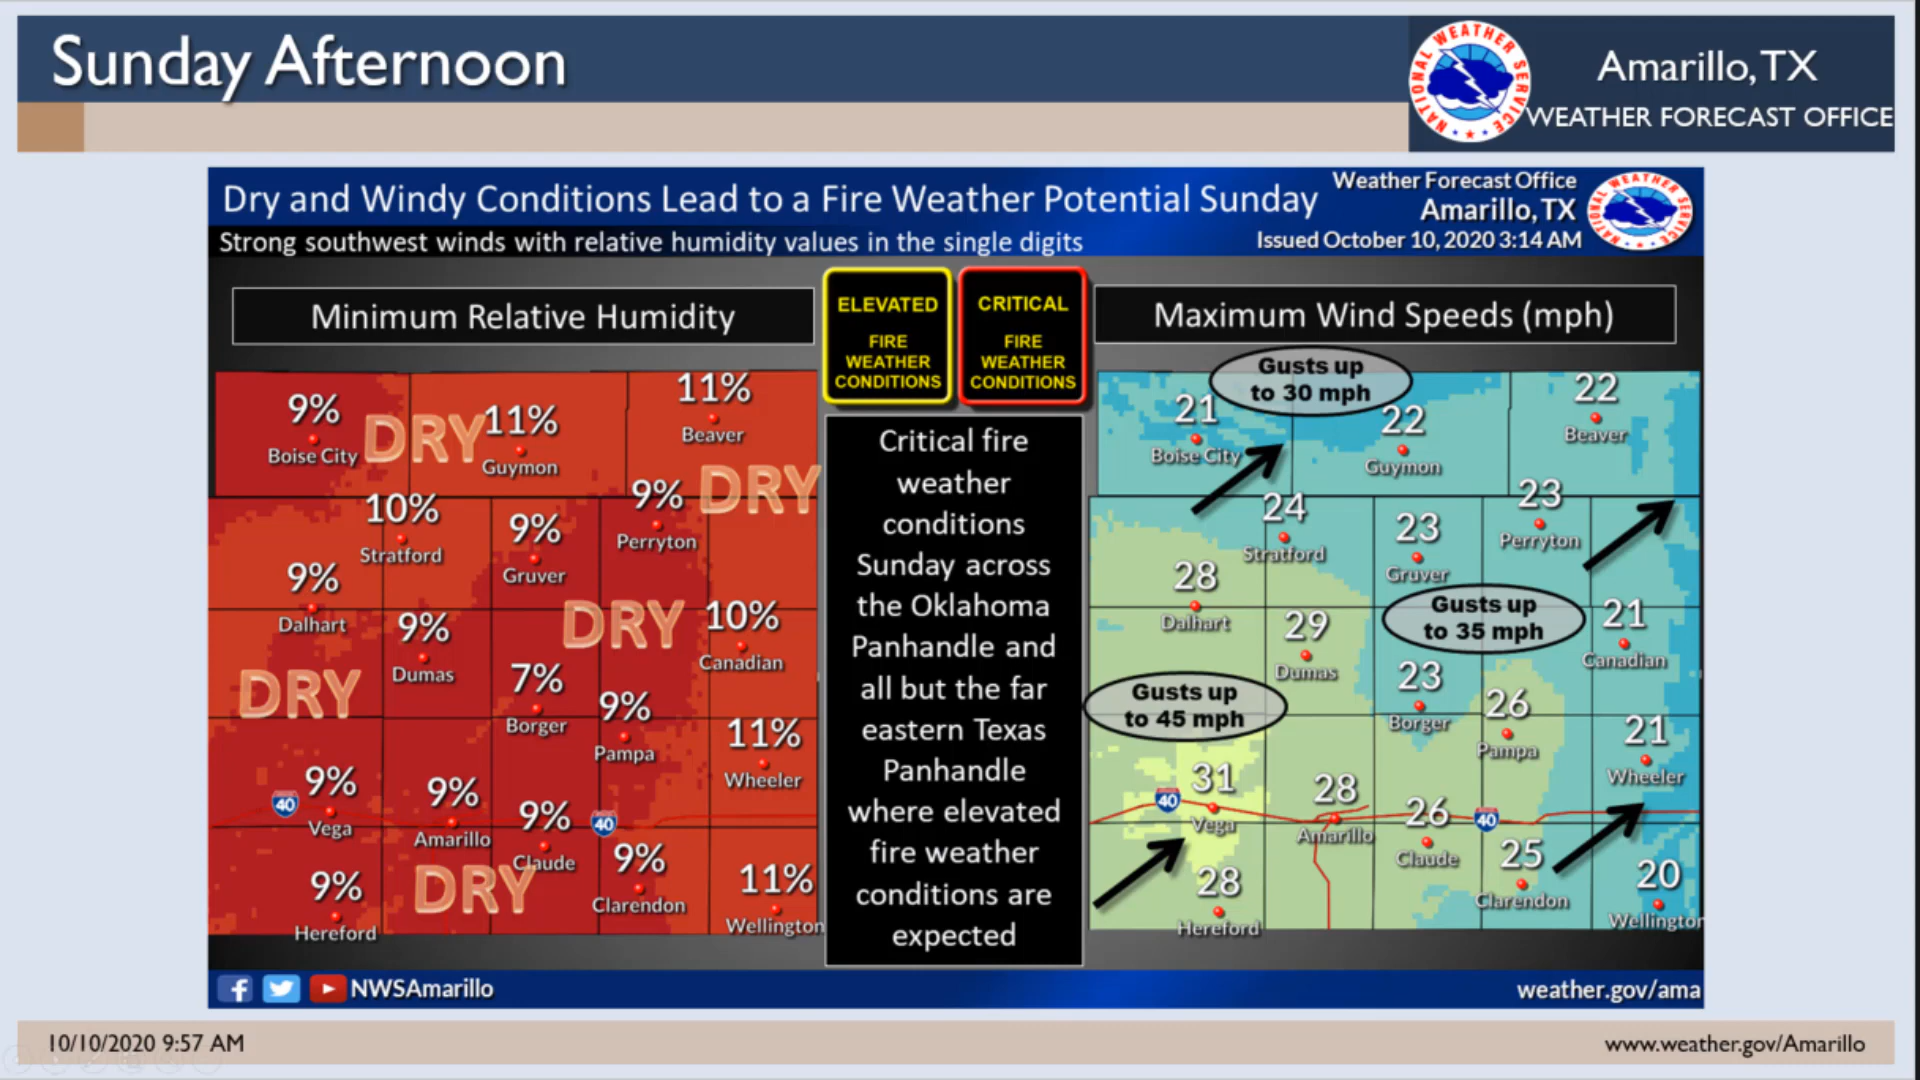 Sunday Afternoon
NATIONAL WEATHER SERVICE
Amarillo, TX
WEATHER FORECAST OFFICE
Dry and Windy Conditions Lead to a Fire Weather Potential Sunday
Strong southwest winds with relative humidity values in the single digits
Weather Forecast Office
Amarillo, TX
Issued October 10, 2020 3:14 AM
NATIONAL WEATHER SERVICE
Minimum Relative Humidity
9%
Boise City
DRY
11%
Guymon
11%
Beaver
DRY
10%
Stratford
9%
Gruver
9%
Perryton
9%
Dalhart
9%
Dumas
DRY
10%
Canadian
DRY
7%
Borger
9%
Pampa
11%
Wheeler
40
9%
Vega
9%
Amarillo
9%
Claude
40
9%
Hereford
DRY
9%
Clarendon
11%
Wellington
ELEVATED
FIRE
WEATHER
CONDITIONS
CRITICAL
FIRE
WEATHER
CONDITIONS
Critical fire
weather
conditions
Sunday across
the Oklahoma
Panhandle and
all but the far
eastern Texas
Panhandle
where elevated
fire weather
conditions are
expected
Maximum Wind Speeds (mph)
Gusts up
to 30 mph
21
Boise City
22
Guymon
22
Beaver
24
Stratford
23
Gruver
23
Perryton
28
Dalhart
29
Dumas
Gusts up
to 35 mph
21
Canadian
Gusts up
to 45 mph
23
Borger
26
Pampa
21
Wheeler
40
31
Vega
28
Amarillo
26
Claude
40
28
Hereford
25
Clarendon
20
Wellington
NWSAmarillo
weather.gov/ama
10/10/2020 9:57 AM
www.weather.gov/Amarillo